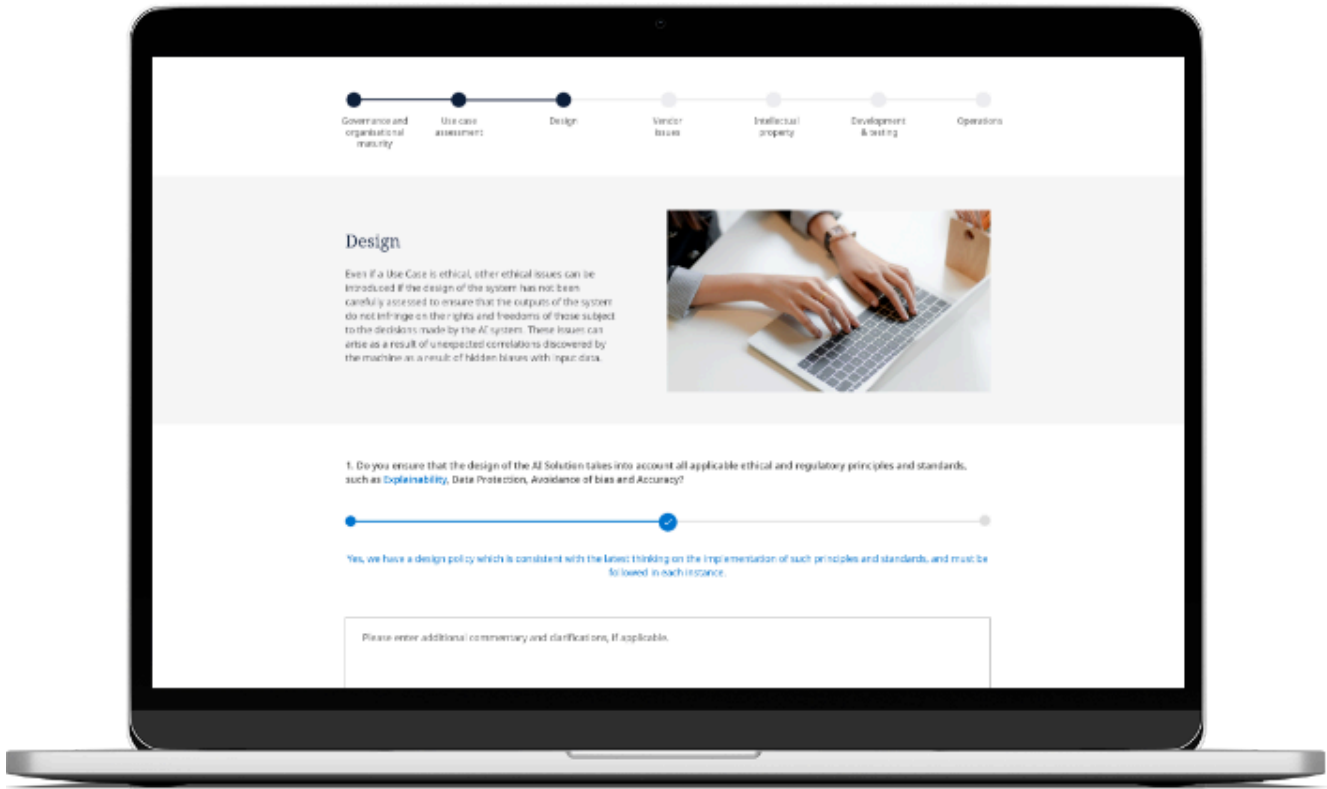 Governance and
organisational
maturity
Use case
assessment
Design
Vendor
issues
Intellectual
property
Development
& testing
Operations
Design
Even if a Use Case is ethical, other ethical issues can be
introduced if the design of the system has not been
carefully assessed to ensure that the outputs of the system
do not infringe on the rights and freedoms of those subject
to the decisions made by the AI system. These issues can
arise as a result of unexpected correlations discovered by
the machine as a result of hidden biases with input data.
1. Do you ensure that the design of the AI Solution takes into account all applicable ethical and regulatory principles and standards,
such as Explainability, Data Protection, Avoidance of bias and Accuracy?
Yes, we have a design policy which is consistent with the latest thinking on the implementation of such principles and standards, and must be
followed in each instance.
Please enter additional commentary and clarifications, if applicable.